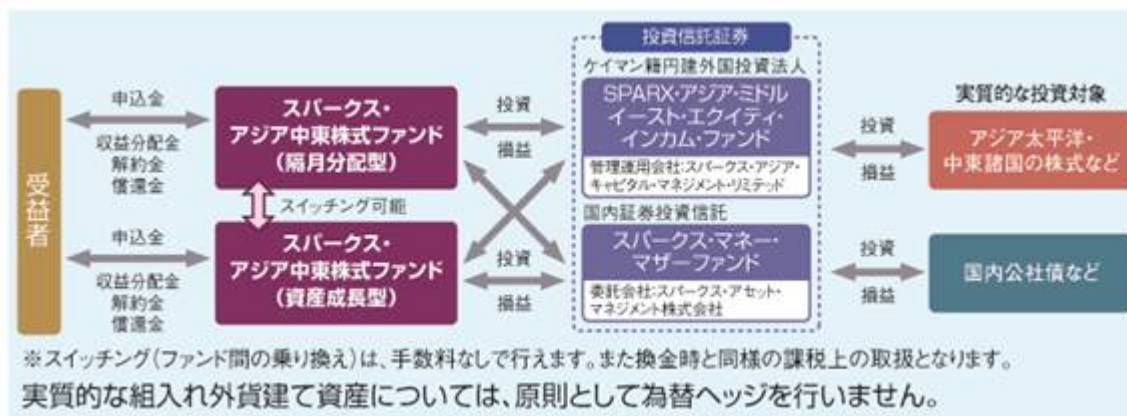 投資信託証券
ケイマン籍円建外国投資法人
受益者
申込金
収益分配金
解約金
償還金
スパークス・
アジア中東株式ファンド
(隔月分配型)
投資
損益
SPARX・アジア・ミドル
イースト・エクイティ・
インカム・ファンド
管理運用会社:スパークス・アジア・
キャピタル・マネジメント・リミテッド
投資
損益
実質的な投資対象
アジア太平洋・
中東諸国の株式など
スイッチング可能
申込金
収益分配金
解約金
償還金
スパークス・
アジア中東株式ファンド
(資産成長型)
投資
損益
国内証券投資信託
スパークス・マネー・
マザーファンド
委託会社:スパークス・アセット・
マネジメント株式会社
投資
損益
国内公社債など
※スイッチング(ファンド間の乗り換え)は、手数料なしで行えます。また換金時と同様の課税上の取扱となります。
実質的な組入れ外貨建て資産については、原則として為替ヘッジを行いません。